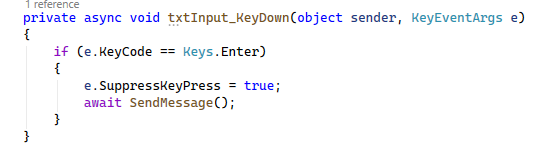 1 reference
private async void txtInput_KeyDown(object sender, KeyEventArgs e)
{
    if (e.KeyCode == Keys.Enter)
    {
        e.SuppressKeyPress = true;
        await SendMessage();
    }
}